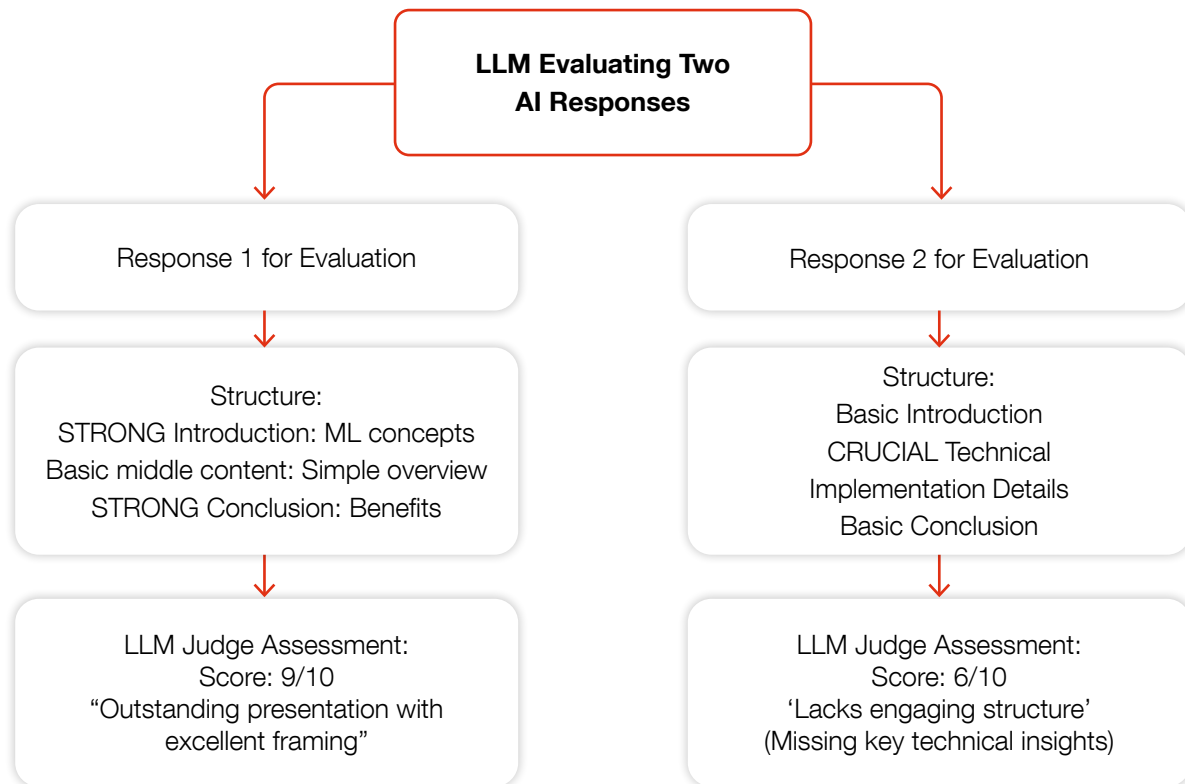 LLM Evaluating Two
AI Responses
Response 1 for Evaluation
Structure:
STRONG Introduction: ML concepts
Basic middle content: Simple overview
STRONG Conclusion: Benefits
LLM Judge Assessment:
Score: 9/10
“Outstanding presentation with
excellent framing”
Response 2 for Evaluation
Structure:
Basic Introduction
CRUCIAL Technical
Implementation Details
Basic Conclusion
LLM Judge Assessment:
Score: 6/10
‘Lacks engaging structure’
(Missing key technical insights)